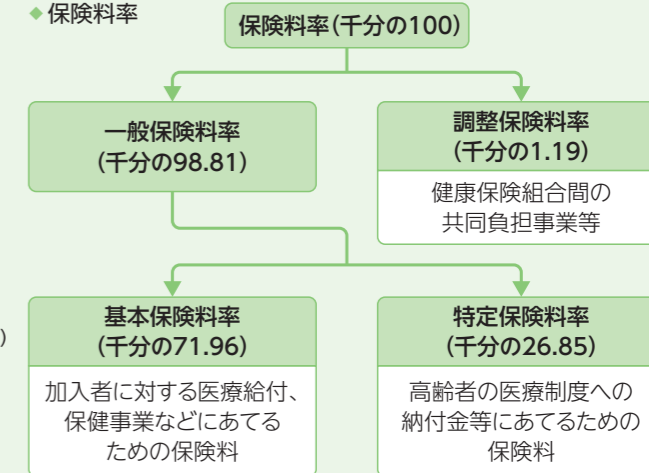 ◆保険料率
保険料率(千分の100)
一般保険料率
(千分の98.81)
調整保険料率
(千分の1.19)
健康保険組合間の
共同負担事業等
)
基本保険料率
(千分の71.96)
加入者に対する医療給付、
保健事業などにあてる
ための保険料
特定保険料率
(千分の26.85)
高齢者の医療制度への
納付金等にあてるための
保険料